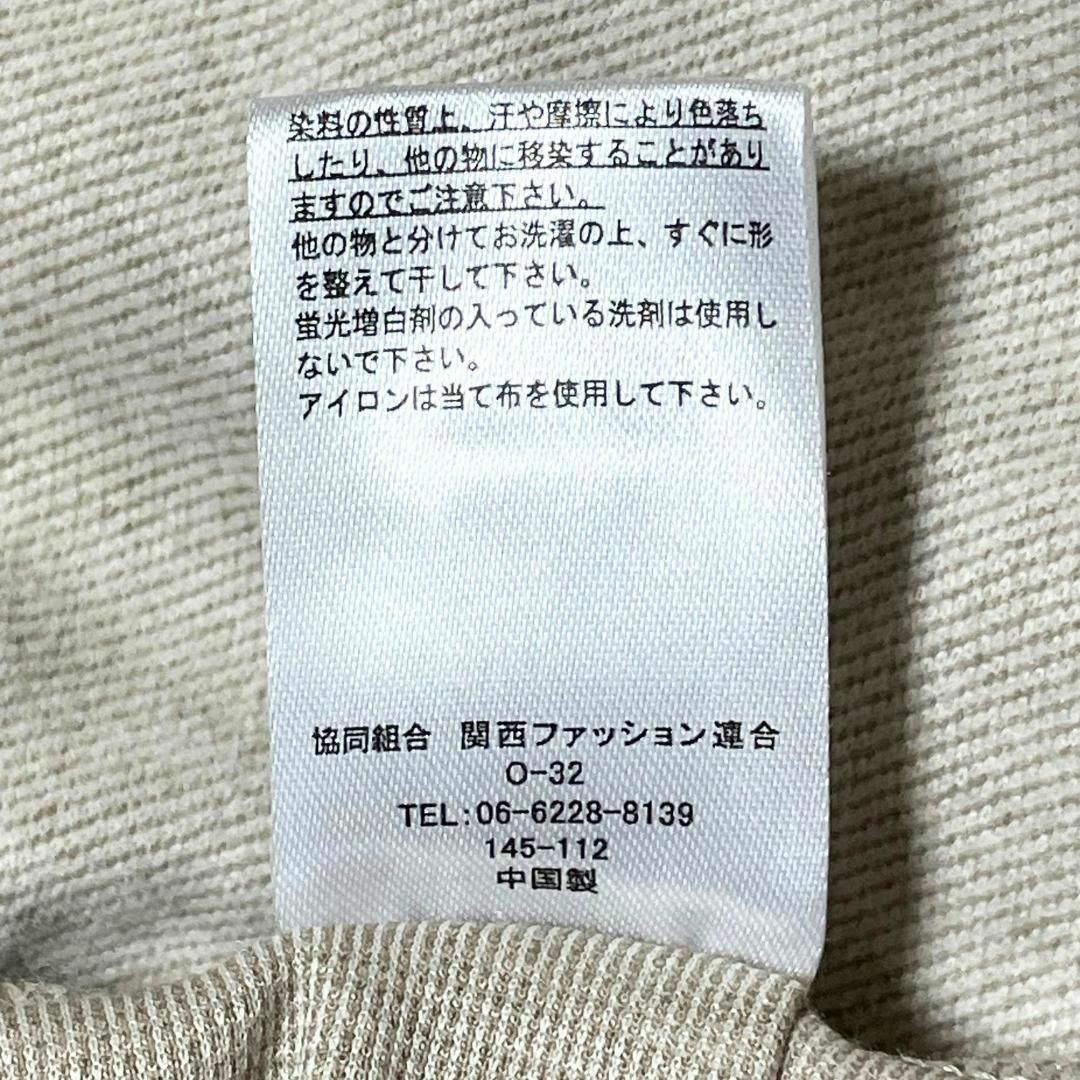 染料の性質上、汗や摩擦により色落ち
したり、他の物に移染することがあり
ますのでご注意下さい。
他の物と分けてお洗濯の上、すぐに形
を整えて干して下さい。
蛍光増白剤の入っている洗剤は使用し
ないで下さい。
アイロンは当て布を使用して下さい。
協同組合 関西ファッション連合
O-32
TEL:06-6228-8139
145-112
中国製